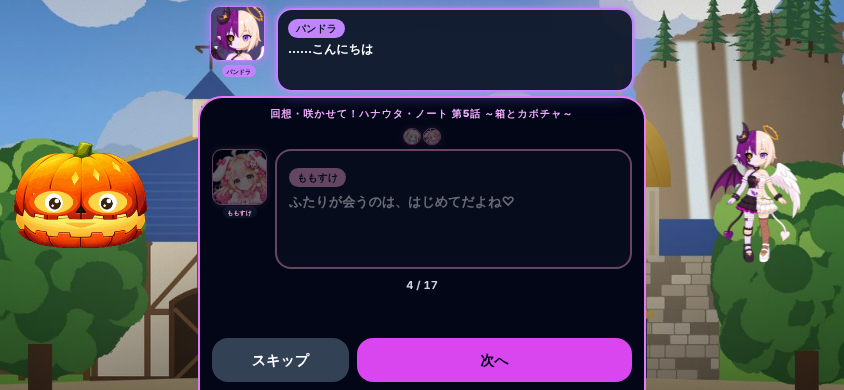 パンドラ
……こんにちは
パンドラ
回想・咲かせて！ハナウタ・ノート 第5話 ～箱とカボチャ～
ももすけ
ふたりが会うのは、はじめてだよね♡
ももすけ
4 / 17
スキップ
次へ